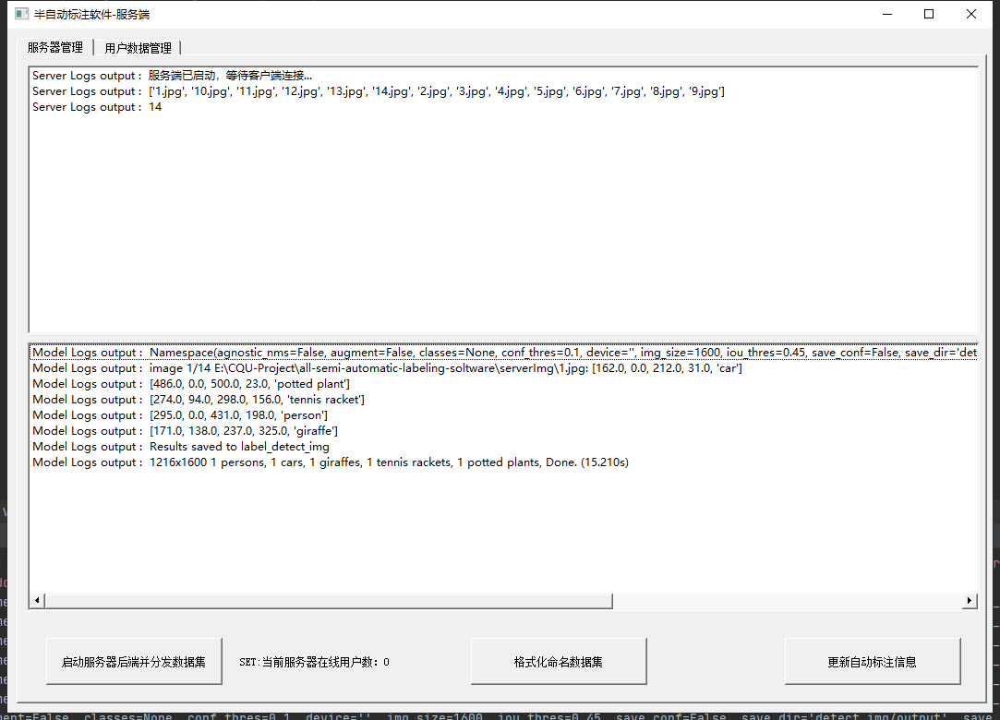 半自动标注软件-服务端
服务器管理 用户数据管理
Server Logs output : 服务端已启动，等待客户端连接...
Server Logs output : ['1.jpg', '10.jpg', '11.jpg', '12.jpg', '13.jpg', '14.jpg', '2.jpg', '3.jpg', '4.jpg', '5.jpg', '6.jpg', '7.jpg', '8.jpg', '9.jpg']
Server Logs output : 14
Model Logs output : Namespace(agnostic_nms=False, augment=False, classes=None, conf_thres=0.1, device='', img_size=1600, iou_thres=0.45, save_conf=False, save_dir='det
Model Logs output : image 1/14 E:\CQU-Project\all-semi-automatic-labeling-soltware\serverImg\1.jpg: [162.0, 0.0, 212.0, 31.0, 'car']
Model Logs output : [486.0, 0.0, 500.0, 23.0, 'potted plant']
Model Logs output : [274.0, 94.0, 298.0, 156.0, 'tennis racket']
Model Logs output : [295.0, 0.0, 431.0, 198.0, 'person']
Model Logs output : [171.0, 138.0, 237.0, 325.0, 'giraffe']
Model Logs output : Results saved to label_detect_img
Model Logs output : 1216x1600 1 persons, 1 cars, 1 giraffes, 1 tennis rackets, 1 potted plants, Done. (15.210s)
启动服务器后端并分发数据集 SET:当前服务器在线用户数：0 格式化命名数据集 更新自动标注信息
ment=False, classes=None, conf_thres=0.1, device='', img_size=1600, iou_thres=0.45, save_conf=False, save_dir='detect_img/output', save